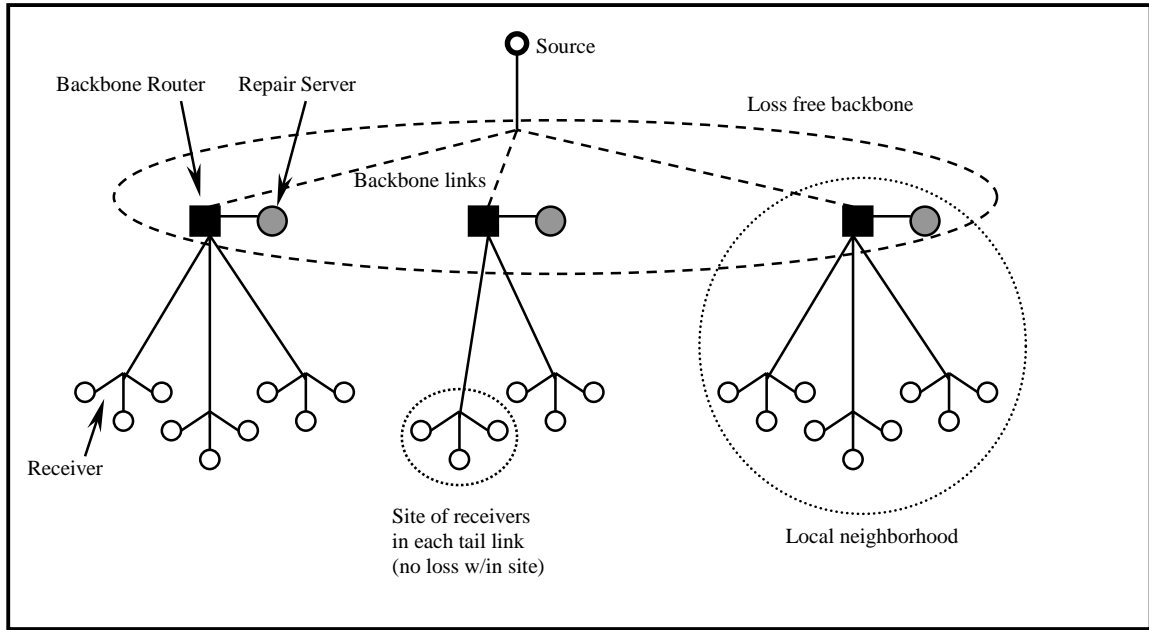 Source
Backbone Router
Repair Server
Loss free backbone
Backbone links
Receiver
Site of receivers
in each tail link
(no loss w/in site)
Local neighborhood